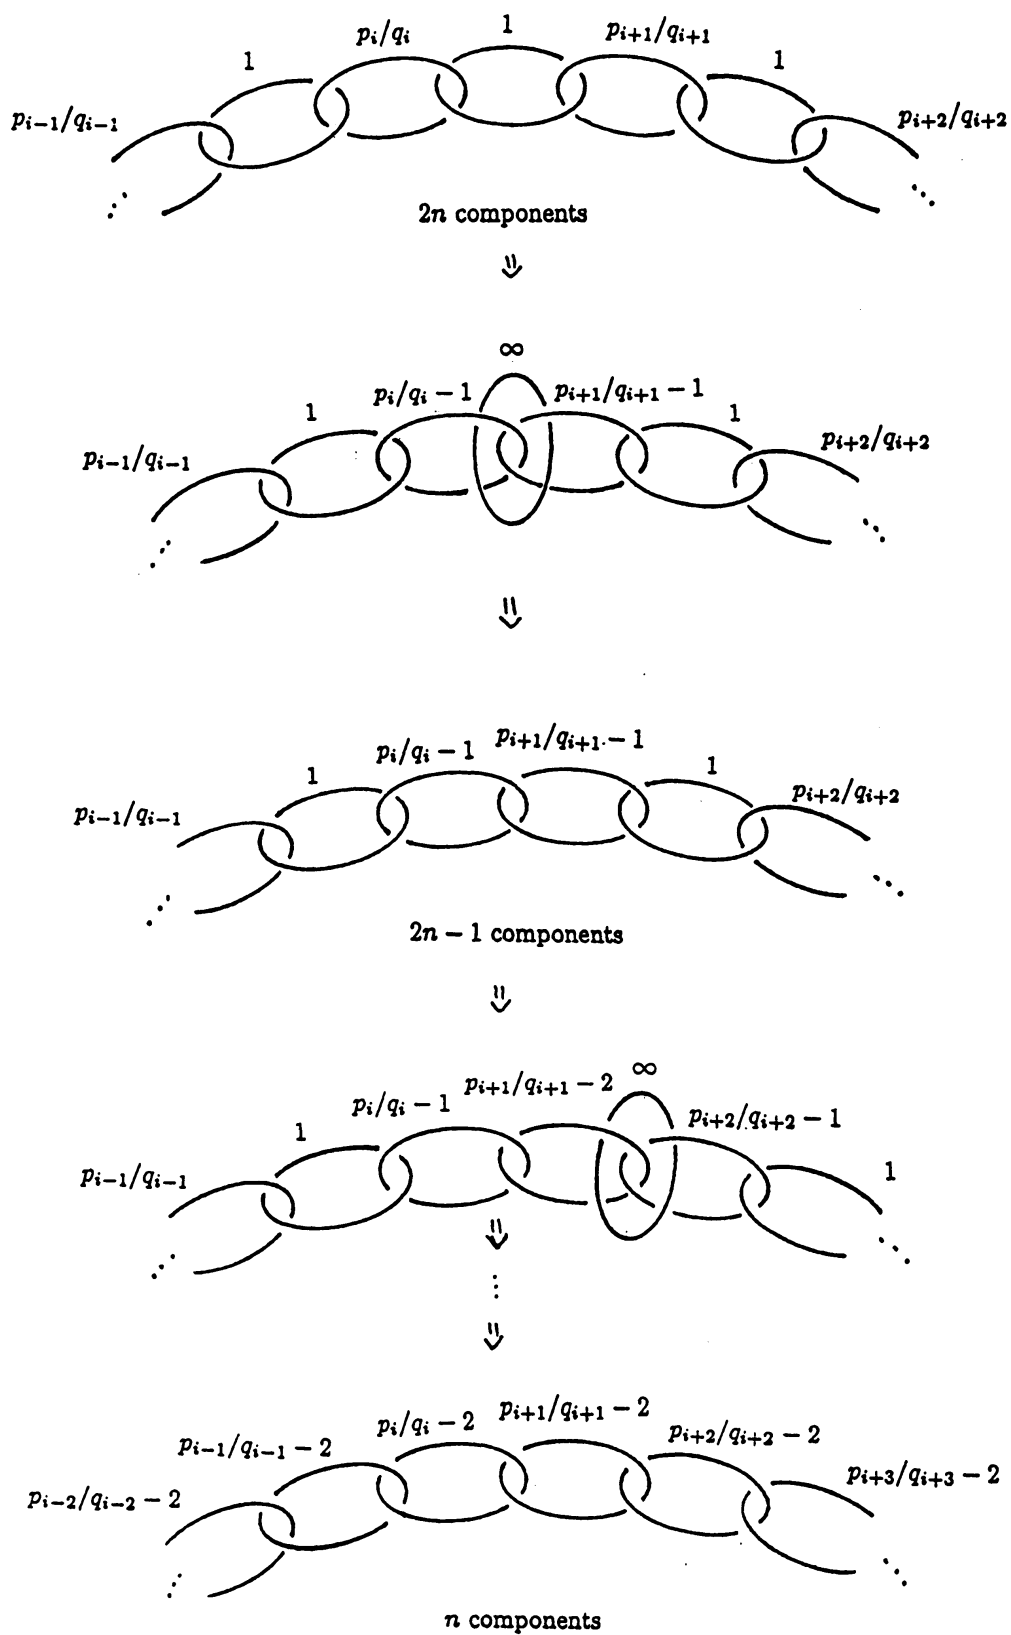 1 p_i/q_i 1 p_{i+1}/q_{i+1} 1
p_{i−1}/q_{i−1} p_{i+2}/q_{i+2}
2n components
⇓
∞
1 p_i/q_i − 1 p_{i+1}/q_{i+1} − 1 1
p_{i−1}/q_{i−1} p_{i+2}/q_{i+2}
⇓
p_i/q_i − 1 p_{i+1}/q_{i+1} − 1
1 1
p_{i−1}/q_{i−1} p_{i+2}/q_{i+2}
2n − 1 components
⇓
∞
p_i/q_i − 1 p_{i+1}/q_{i+1} − 2 p_{i+2}/q_{i+2} − 1
1 1
p_{i−1}/q_{i−1}
⇓
⋮
⇓
p_i/q_i − 2 p_{i+1}/q_{i+1} − 2
p_{i−1}/q_{i−1} − 2 p_{i+2}/q_{i+2} − 2
p_{i−2}/q_{i−2} − 2 p_{i+3}/q_{i+3} − 2
n components